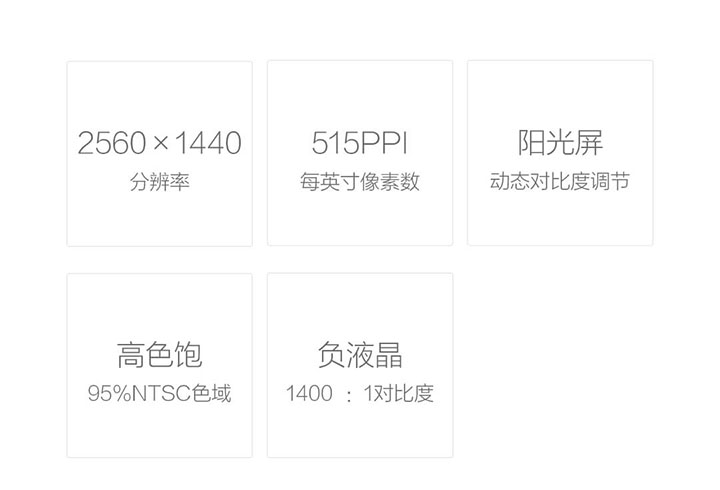 2560×1440
分辨率
515PPI
每英寸像素数
阳光屏
动态对比度调节
高色饱
95%NTSC色域
负液晶
1400 : 1对比度